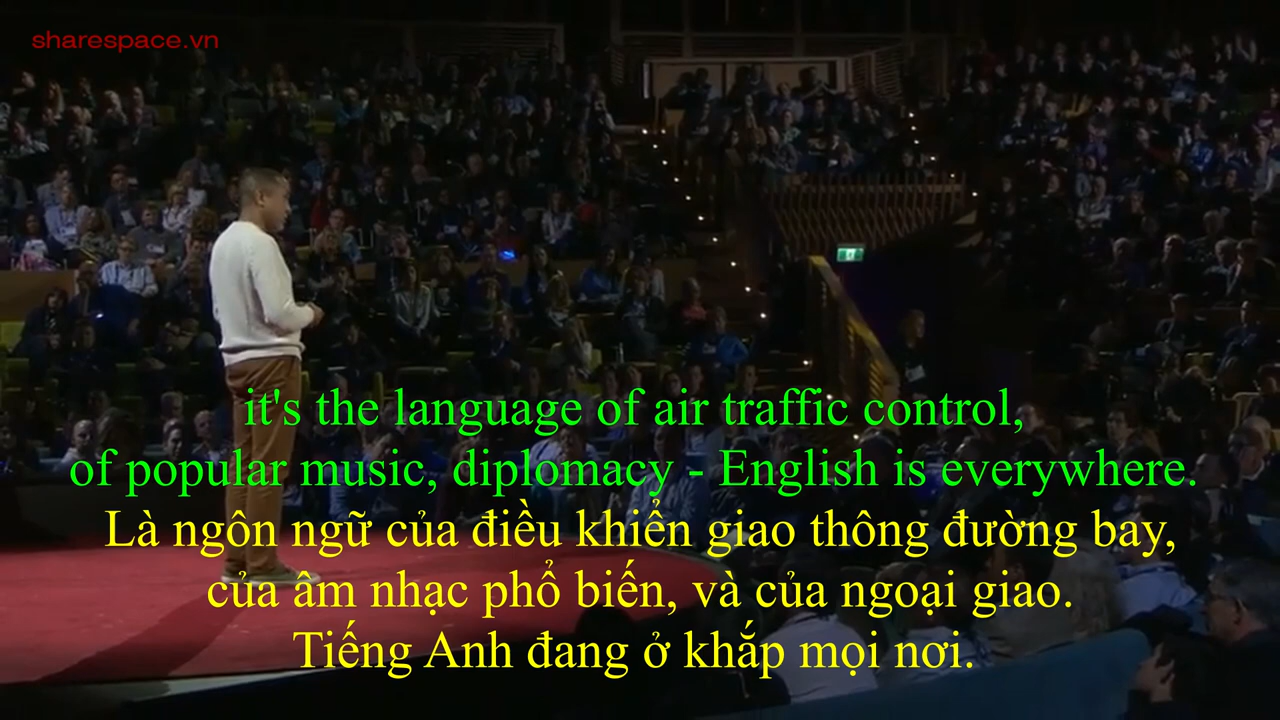 sharespace.vn
it's the language of air traffic control,
of popular music, diplomacy - English is everywhere.
Là ngôn ngữ của điều khiển giao thông đường bay,
của âm nhạc phổ biến, và của ngoại giao.
Tiếng Anh đang ở khắp mọi nơi.